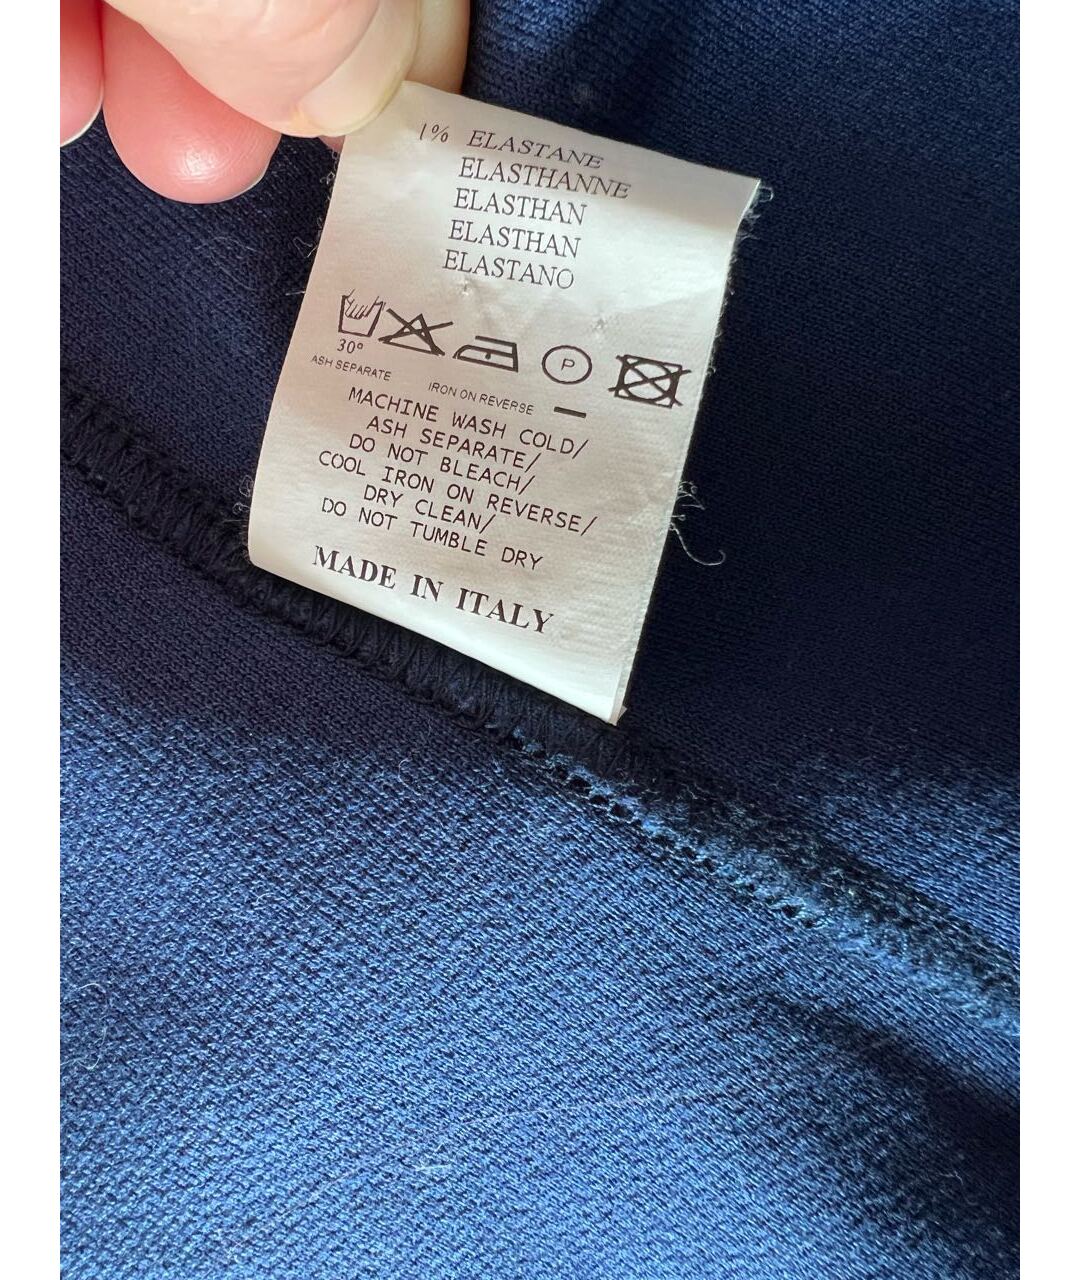 1% ELASTANE
ELASTHANNE
ELASTHAN
ELASTHAN
ELASTANO
30°
P
ASH SEPARATE
IRON ON REVERSE
MACHINE WASH COLD/
ASH SEPARATE/
DO NOT BLEACH/
COOL IRON ON REVERSE/
DRY CLEAN/
DO NOT TUMBLE DRY
MADE IN ITALY